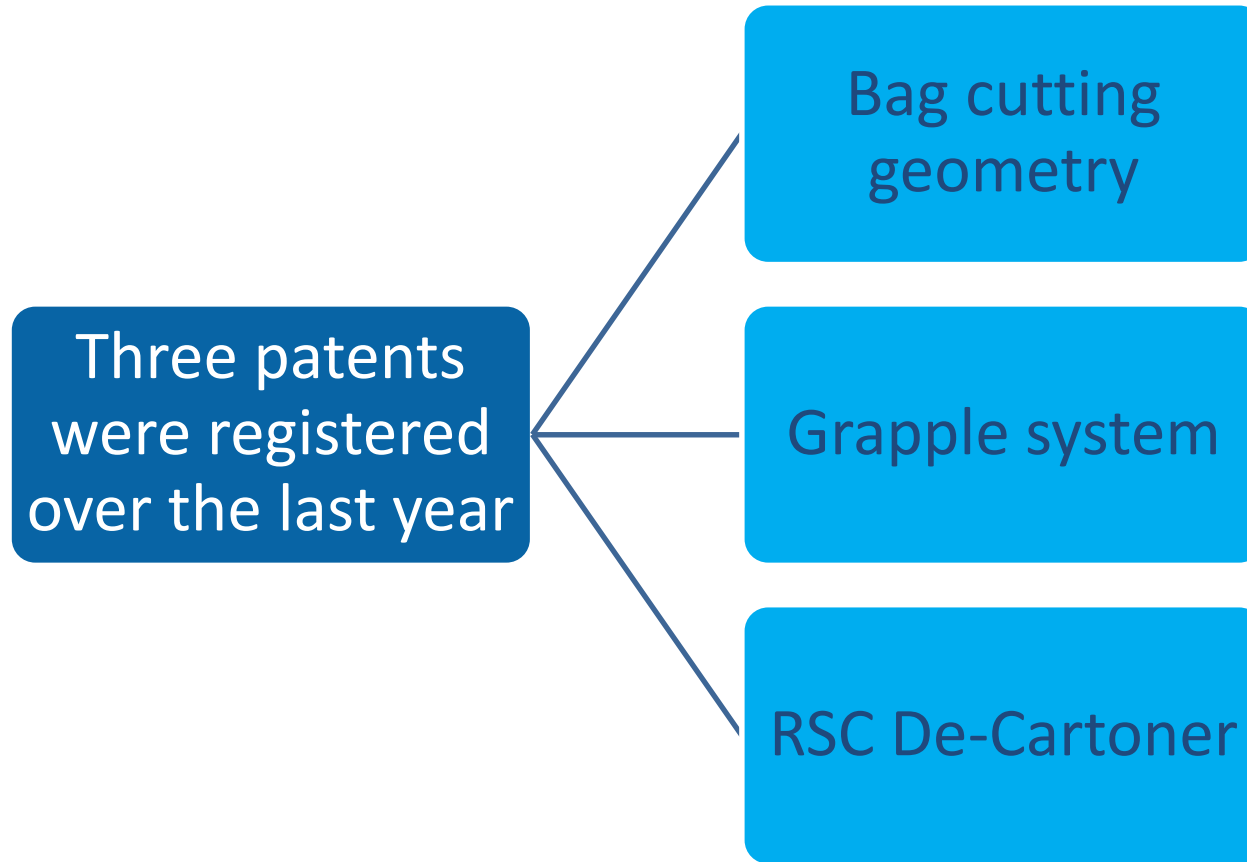 Three patents
were registered
over the last year
Bag cutting
geometry
Grapple system
RSC De-Cartoner